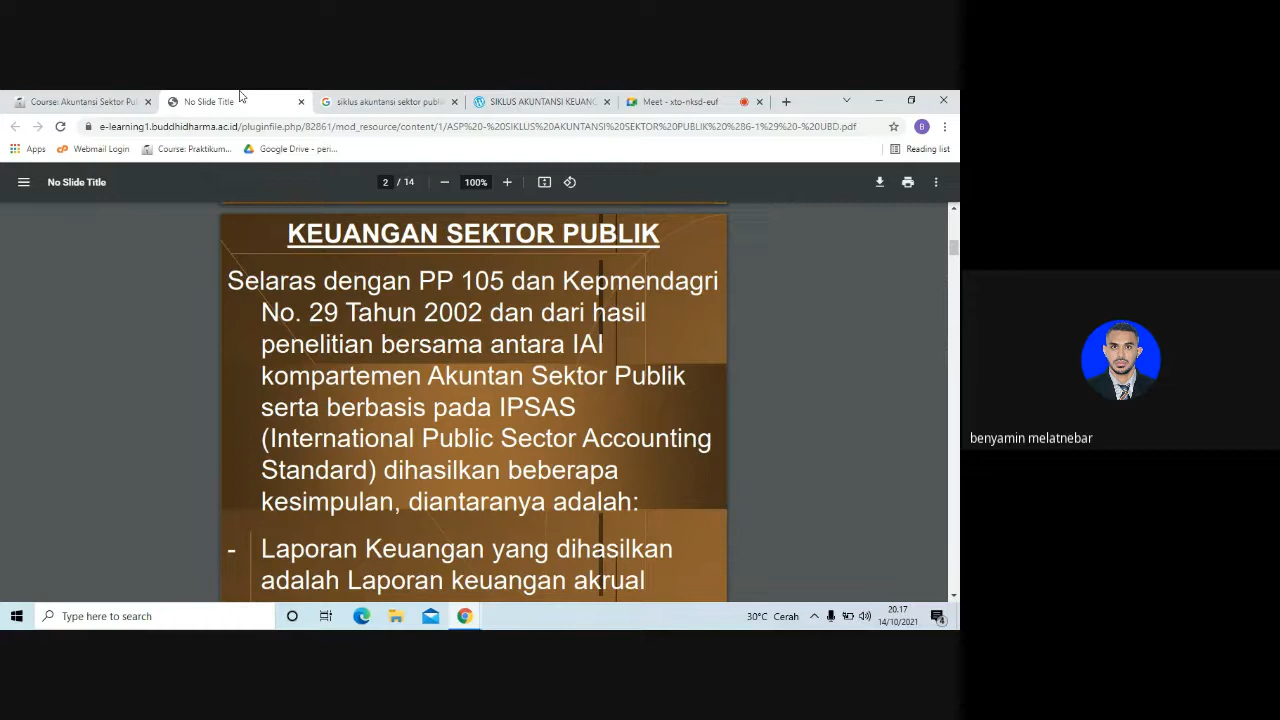 Course: Akuntansi Sektor Pu
No Slide Title
siklus akuntansi sektor publi
SIKLUS AKUNTANSI KEUANG
Meet - xto-nksd-euf
e-learning1.buddhidharma.ac.id/pluginfile.php/82861/mod_resource/content/1/ASP%20-%20SIKLUS%20AKUNTANSI%20SEKTOR%20PUBLIK%20%286-1%29%20-%20UBD.pdf
B
Apps
Webmail Login
Course: Praktikum...
Google Drive - peri...
Reading list
No Slide Title
2 / 14
100%
KEUANGAN SEKTOR PUBLIK
Selaras dengan PP 105 dan Kepmendagri
No. 29 Tahun 2002 dan dari hasil
penelitian bersama antara IAI
kompartemen Akuntan Sektor Publik
serta berbasis pada IPSAS
(International Public Sector Accounting
Standard) dihasilkan beberapa
kesimpulan, diantaranya adalah:
- Laporan Keuangan yang dihasilkan
adalah Laporan keuangan akrual
benyamin melatnebar
Type here to search
30°C Cerah
20.17
14/10/2021
4